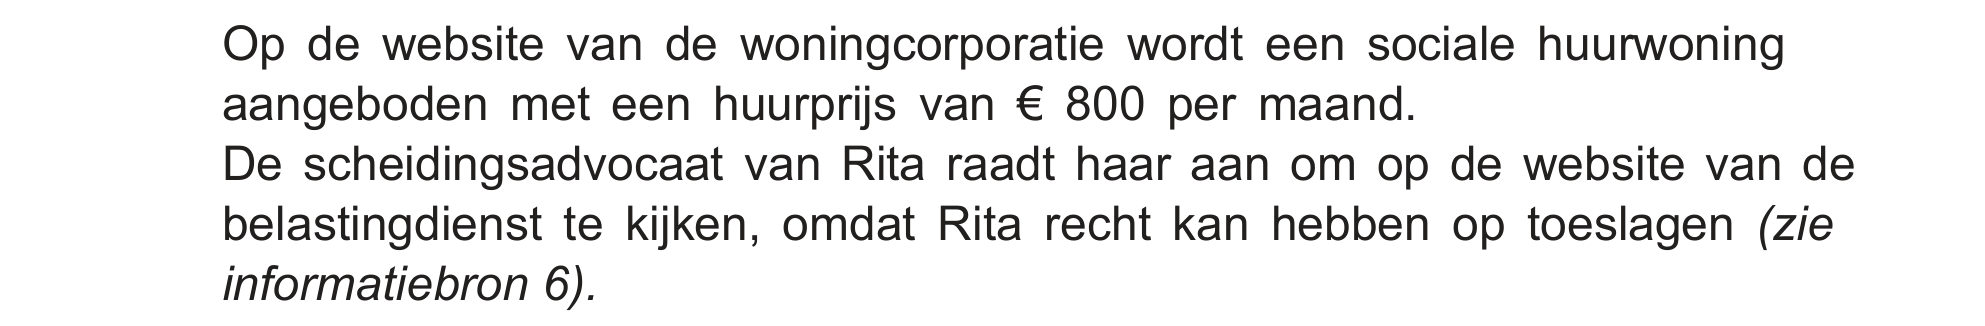 Op de website van de woningcorporatie wordt een sociale huurwoning
aangeboden met een huurprijs van € 800 per maand.
De scheidingsadvocaat van Rita raadt haar aan om op de website van de
belastingdienst te kijken, omdat Rita recht kan hebben op toeslagen (zie
informatiebron 6).